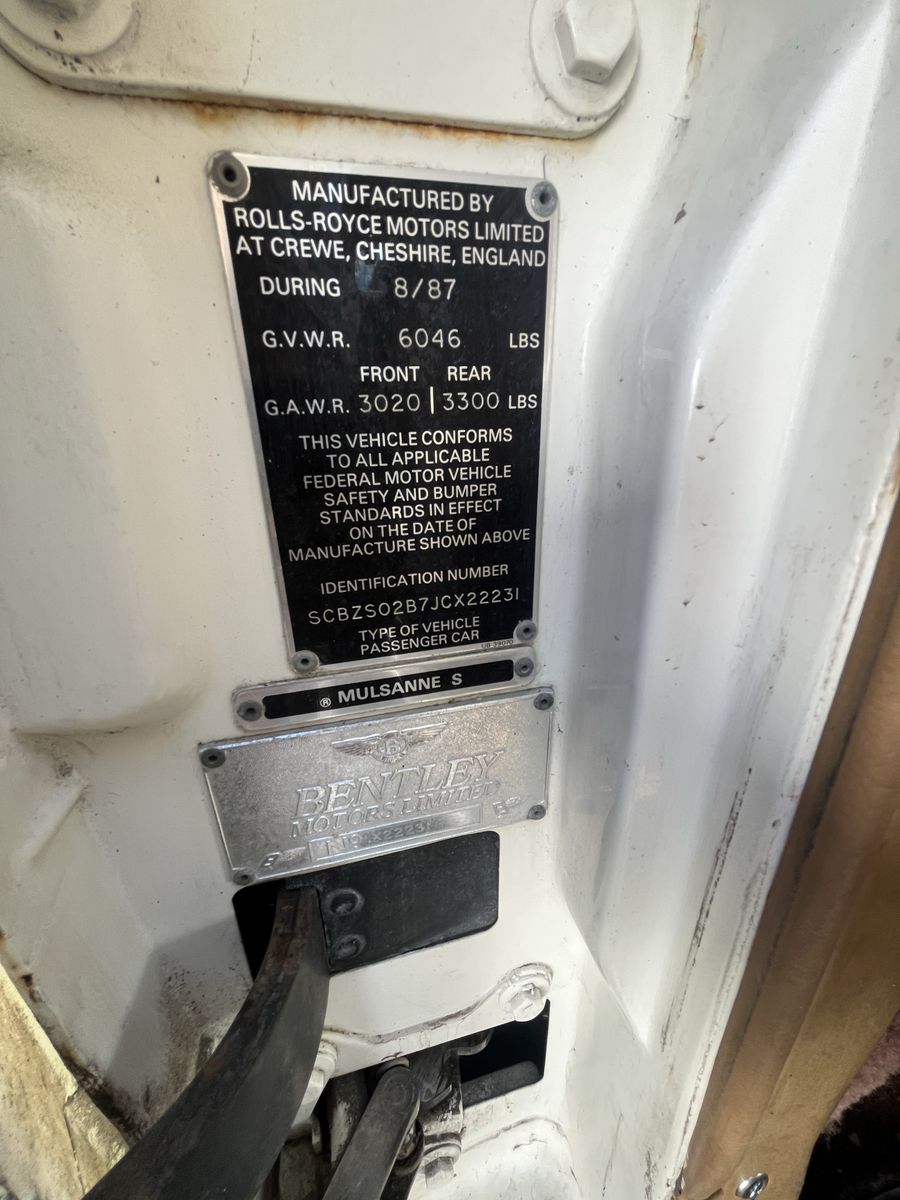 MANUFACTURED BY
ROLLS-ROYCE MOTORS LIMITED
AT CREWE, CHESHIRE, ENGLAND
DURING 8/87
G.V.W.R. 6046 LBS
FRONT REAR
G.A.W.R. 3020 | 3300 LBS
THIS VEHICLE CONFORMS
TO ALL APPLICABLE
FEDERAL MOTOR VEHICLE
SAFETY AND BUMPER
STANDARDS IN EFFECT
ON THE DATE OF
MANUFACTURE SHOWN ABOVE
IDENTIFICATION NUMBER
SCBZS02B7JCX22231
TYPE OF VEHICLE
PASSENGER CAR
UB 39070
® MULSANNE S
B
BENTLEY
MOTORS LIMITED